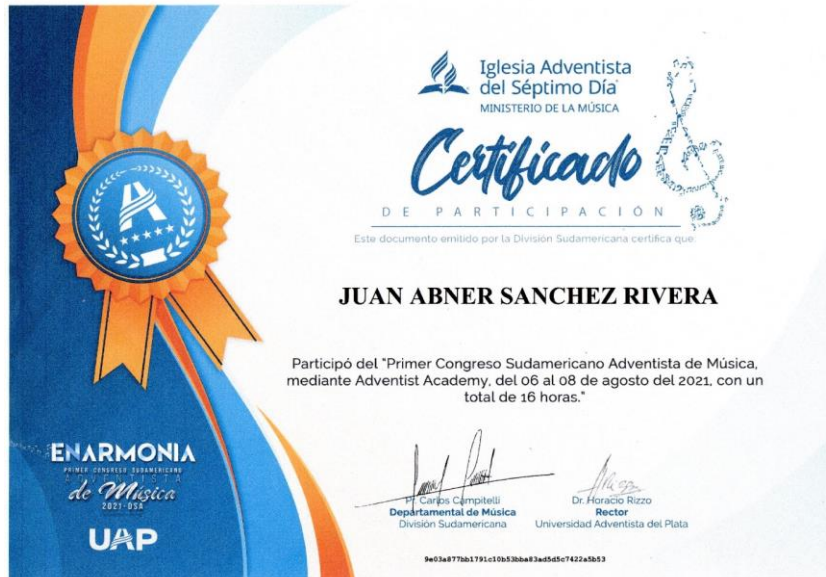 Iglesia Adventista
del Séptimo Día
MINISTERIO DE LA MÚSICA
Certificado
DE PARTICIPACIÓN
Este documento emitido por la División Sudamericana certifica que:
JUAN ABNER SANCHEZ RIVERA
Participó del "Primer Congreso Sudamericano Adventista de Música,
mediante Adventist Academy, del 06 al 08 de agosto del 2021, con un
total de 16 horas."
ENARMONIA
PRIMER CONGRESO SUDAMERICANO
ADVENTISTA
de Música
2021-DSA
UAP
Pr. Carlos Campitelli
Departamental de Música
División Sudamericana
Dr. Horacio Rizzo
Rector
Universidad Adventista del Plata
9e03a877bb1791c10b53bba83ad5d5c7422a5b53